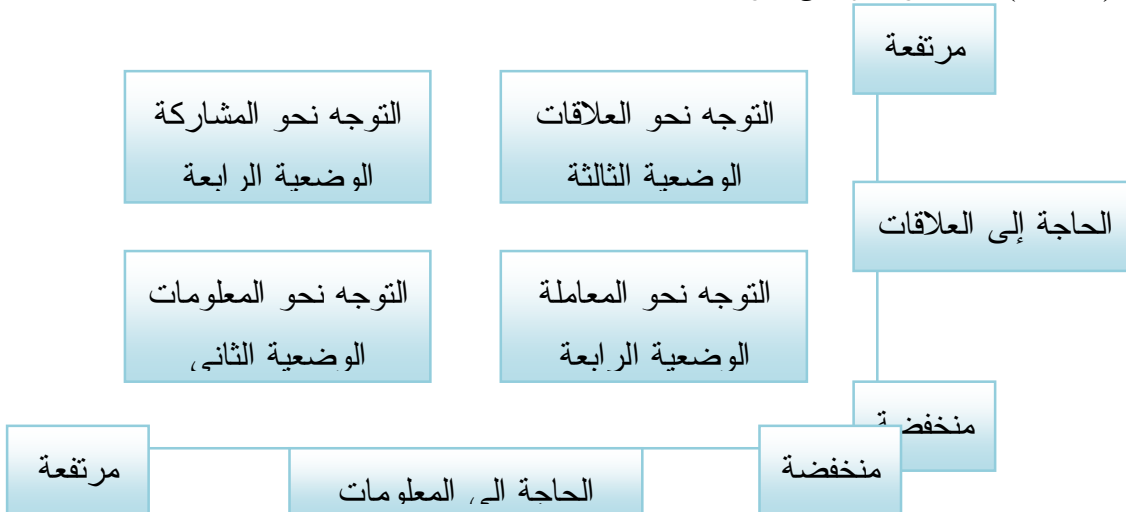 مرتفعة
التوجه نحو العلاقات
الوضعية الثالثة
التوجه نحو المشاركة
الوضعية الرابعة
الحاجة إلى العلاقات
التوجه نحو المعاملة
الوضعية الرابعة
التوجه نحو المعلومات
الوضعية الثاني
منخفضة
منخفضة
الحاجة الى المعلومات
مرتفعة